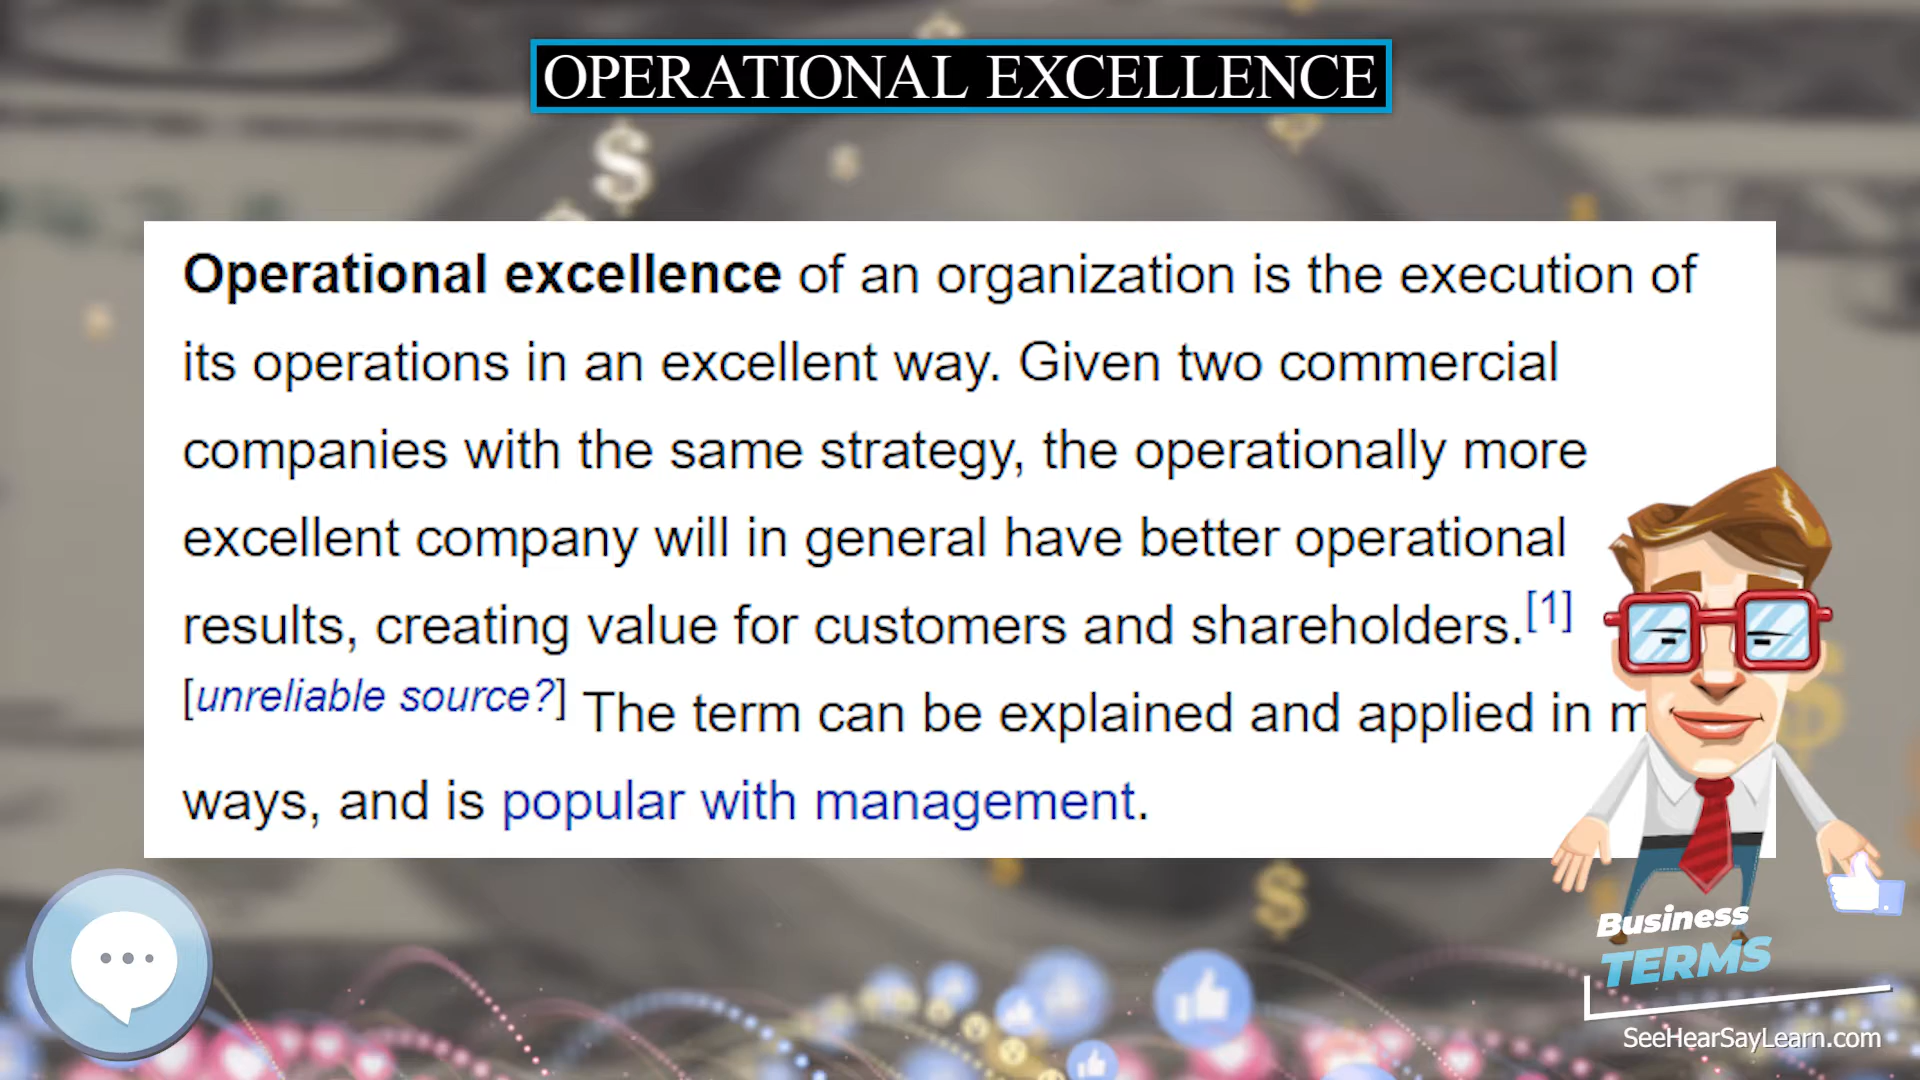 OPERATIONAL EXCELLENCE
Operational excellence of an organization is the execution of
its operations in an excellent way. Given two commercial
companies with the same strategy, the operationally more
excellent company will in general have better operational
results, creating value for customers and shareholders.[1]
[unreliable source?] The term can be explained and applied in
ways, and is popular with management.
Business
TERMS
SeeHearSayLearn.com